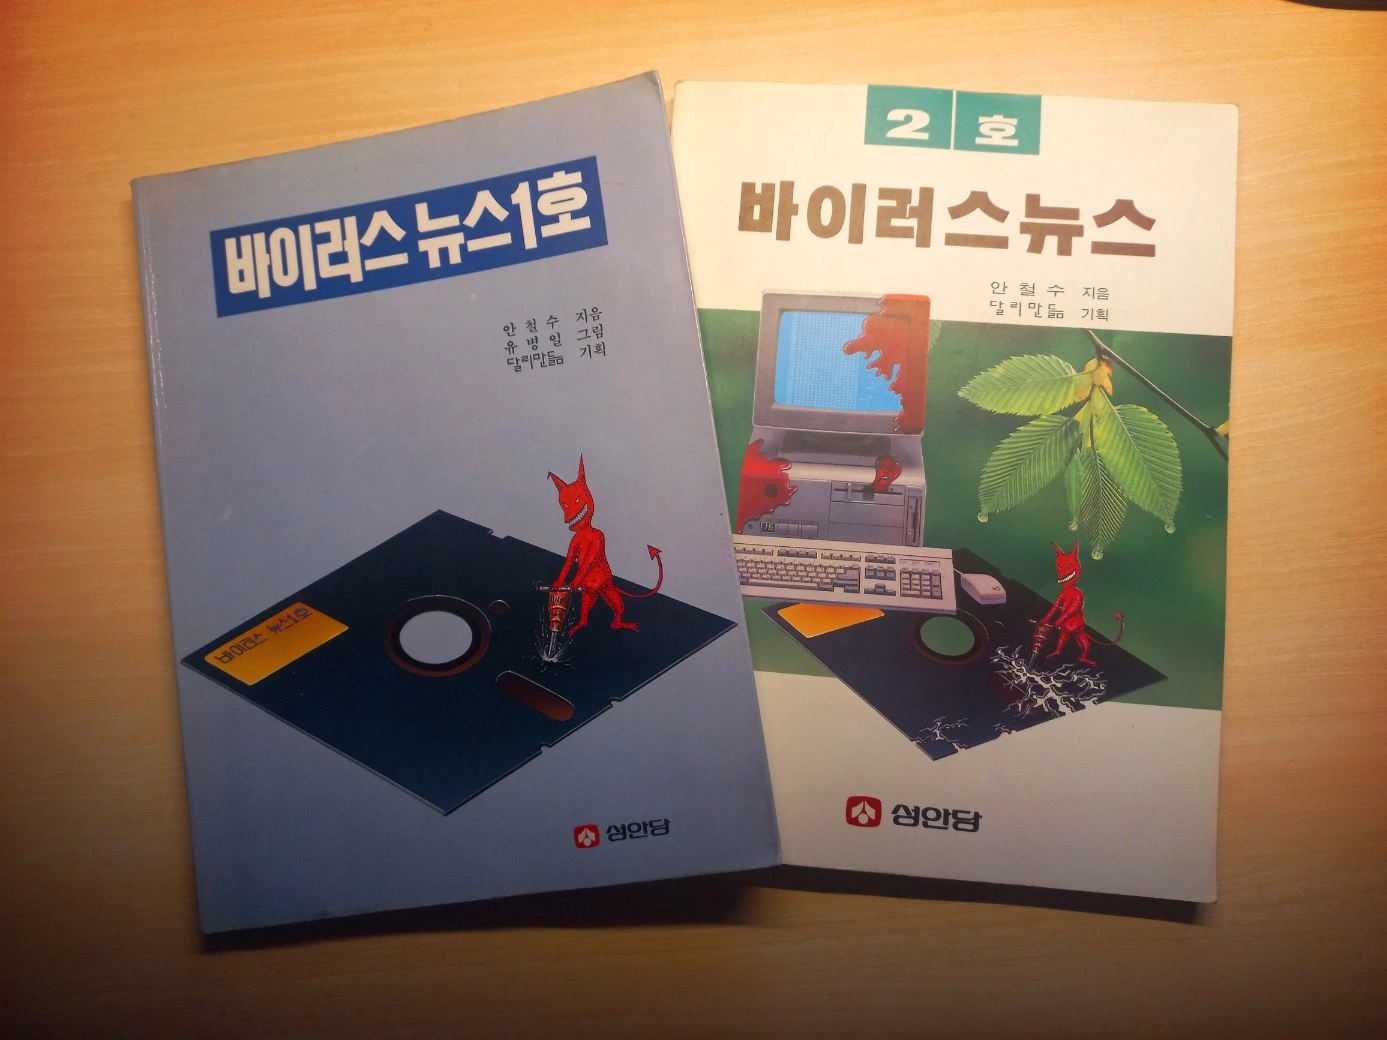 바이러스 뉴스 1호
안철수 지음
유병일 그림
달리만듦 기획
바이러스 뉴스1호
성안당
2호
바이러스뉴스
안철수 지음
달리만듦 기획
15
성안당